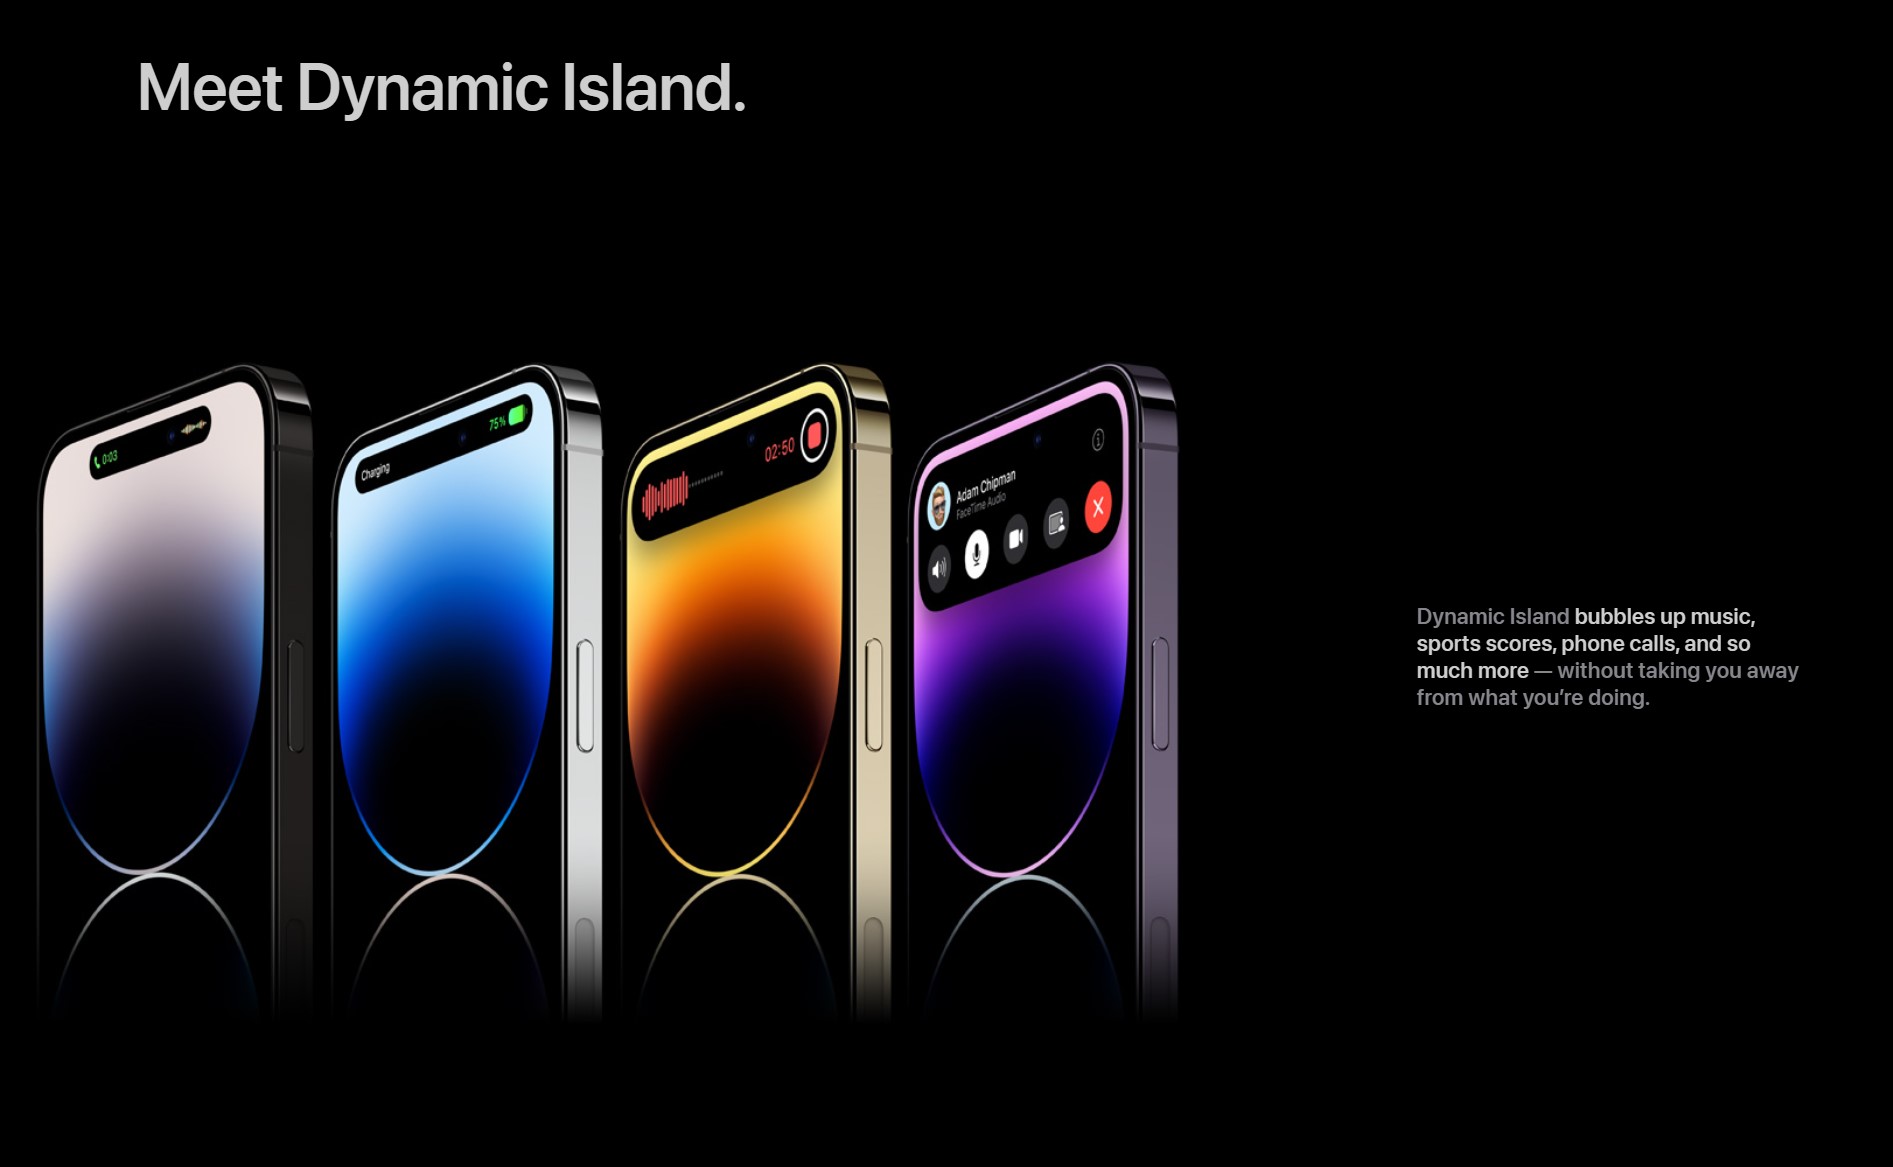 Meet Dynamic Island.
0:03
Charging
75%
02:50
Adam Chipman
FaceTime Audio
Dynamic Island bubbles up music,
sports scores, phone calls, and so
much more — without taking you away
from what you’re doing.